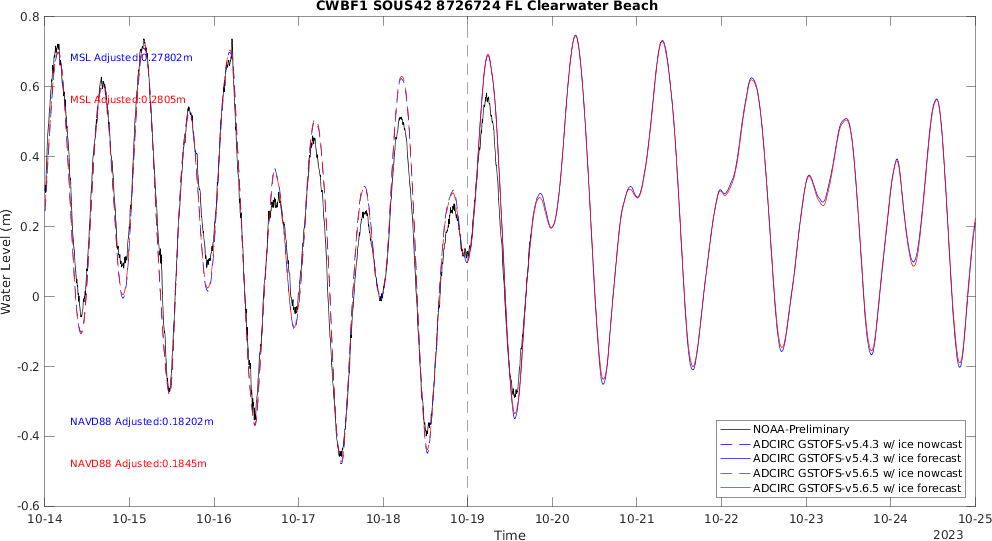 CWBF1 SOUS42 8726724 FL Clearwater Beach
0.8
0.6
0.4
0.2
0
-0.2
-0.4
-0.6
Water Level (m)
MSL Adjusted:0.27802m
MSL Adjusted:0.2805m
NAVD88 Adjusted:0.18202m
NAVD88 Adjusted:0.1845m
NOAA-Preliminary
ADCIRC GSTOFS-v5.4.3 w/ ice nowcast
ADCIRC GSTOFS-v5.4.3 w/ ice forecast
ADCIRC GSTOFS-v5.6.5 w/ ice nowcast
ADCIRC GSTOFS-v5.6.5 w/ ice forecast
10-14 10-15 10-16 10-17 10-18 10-19 10-20 10-21 10-22 10-23 10-24 10-25
Time
2023